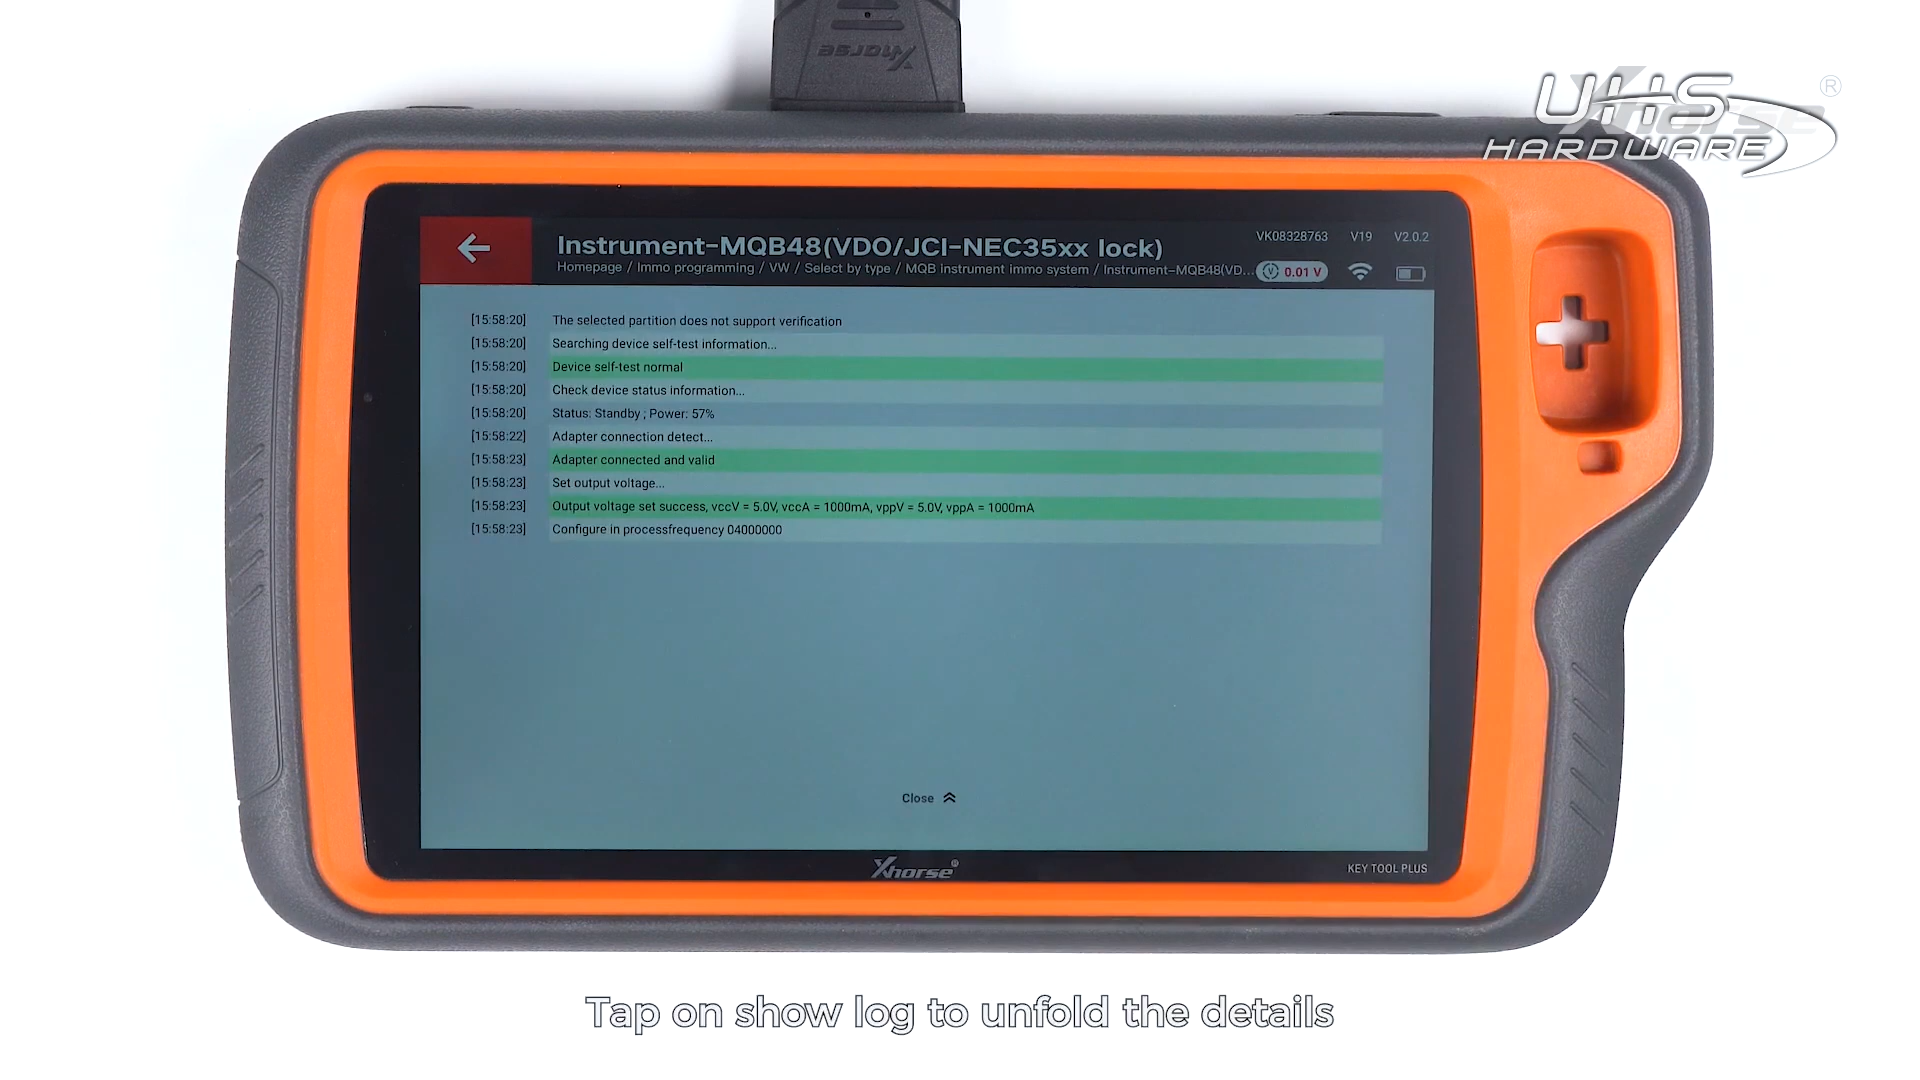 Xhorse
UHS
HARDWARE
®
Instrument-MQB48(VDO/JCI-NEC35xx lock)
VK08328763 V19 V2.0.2
Homepage / Immo programming / VW / Select by type / MQB instrument immo system / Instrument-MQB48(VD...
0.01 V
[15:58:20] The selected partition does not support verification
[15:58:20] Searching device self-test information...
[15:58:20] Device self-test normal
[15:58:20] Check device status information...
[15:58:20] Status: Standbу ; Power: 57%
[15:58:22] Adapter connection detect...
[15:58:23] Adapter connected and valid
[15:58:23] Set output voltage...
[15:58:23] Output voltage set success, vccV = 5.0V, vccA = 1000mA, vppV = 5.0V, vppA = 1000mA
[15:58:23] Configure in processfrequency 04000000
Close
Xhorse®
KEY TOOL PLUS
Tap on show log to unfold the details